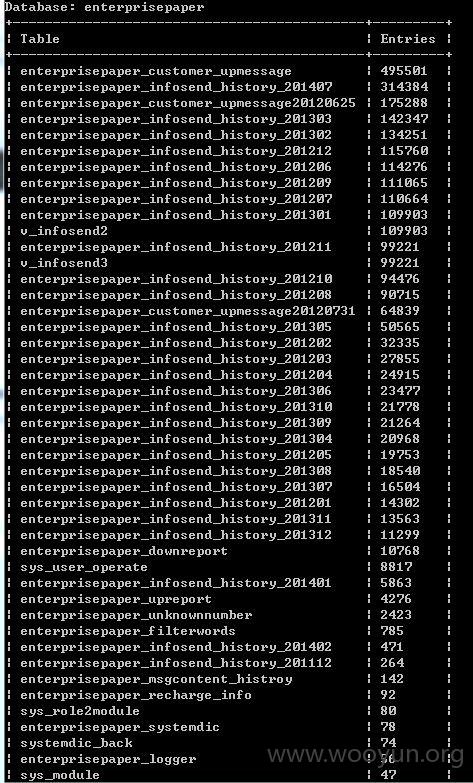 Database: enterprisepaper
| Table | Entries |
| enterprisepaper_customer_upmessage | 495501 |
| enterprisepaper_infosend_history_201407 | 314384 |
| enterprisepaper_customer_upmessage20120625 | 175288 |
| enterprisepaper_infosend_history_201303 | 142347 |
| enterprisepaper_infosend_history_201302 | 134251 |
| enterprisepaper_infosend_history_201212 | 115760 |
| enterprisepaper_infosend_history_201206 | 114276 |
| enterprisepaper_infosend_history_201209 | 111065 |
| enterprisepaper_infosend_history_201207 | 110664 |
| enterprisepaper_infosend_history_201301 | 109903 |
| v_infosend2 | 109903 |
| enterprisepaper_infosend_history_201211 | 99221 |
| v_infosend3 | 99221 |
| enterprisepaper_infosend_history_201210 | 94476 |
| enterprisepaper_infosend_history_201208 | 90715 |
| enterprisepaper_customer_upmessage20120731 | 64839 |
| enterprisepaper_infosend_history_201305 | 50565 |
| enterprisepaper_infosend_history_201202 | 32335 |
| enterprisepaper_infosend_history_201203 | 27855 |
| enterprisepaper_infosend_history_201204 | 24915 |
| enterprisepaper_infosend_history_201306 | 23477 |
| enterprisepaper_infosend_history_201310 | 21778 |
| enterprisepaper_infosend_history_201309 | 21264 |
| enterprisepaper_infosend_history_201304 | 20968 |
| enterprisepaper_infosend_history_201205 | 19753 |
| enterprisepaper_infosend_history_201308 | 18540 |
| enterprisepaper_infosend_history_201307 | 16504 |
| enterprisepaper_infosend_history_201201 | 14302 |
| enterprisepaper_infosend_history_201311 | 13563 |
| enterprisepaper_infosend_history_201312 | 11299 |
| enterprisepaper_downreport | 10768 |
| sys_user_operate | 8817 |
| enterprisepaper_infosend_history_201401 | 5863 |
| enterprisepaper_upreport | 4276 |
| enterprisepaper_unknownnumber | 2423 |
| enterprisepaper_filterwords | 785 |
| enterprisepaper_infosend_history_201402 | 471 |
| enterprisepaper_infosend_history_201112 | 264 |
| enterprisepaper_msgcontent_histroy | 142 |
| enterprisepaper_recharge_info | 92 |
| sys_role2module | 80 |
| enterprisepaper_systemdic | 78 |
| systemdic_back | 74 |
| enterprisepaper_logger |
| sys_module | 47 |
www.wooyun.org